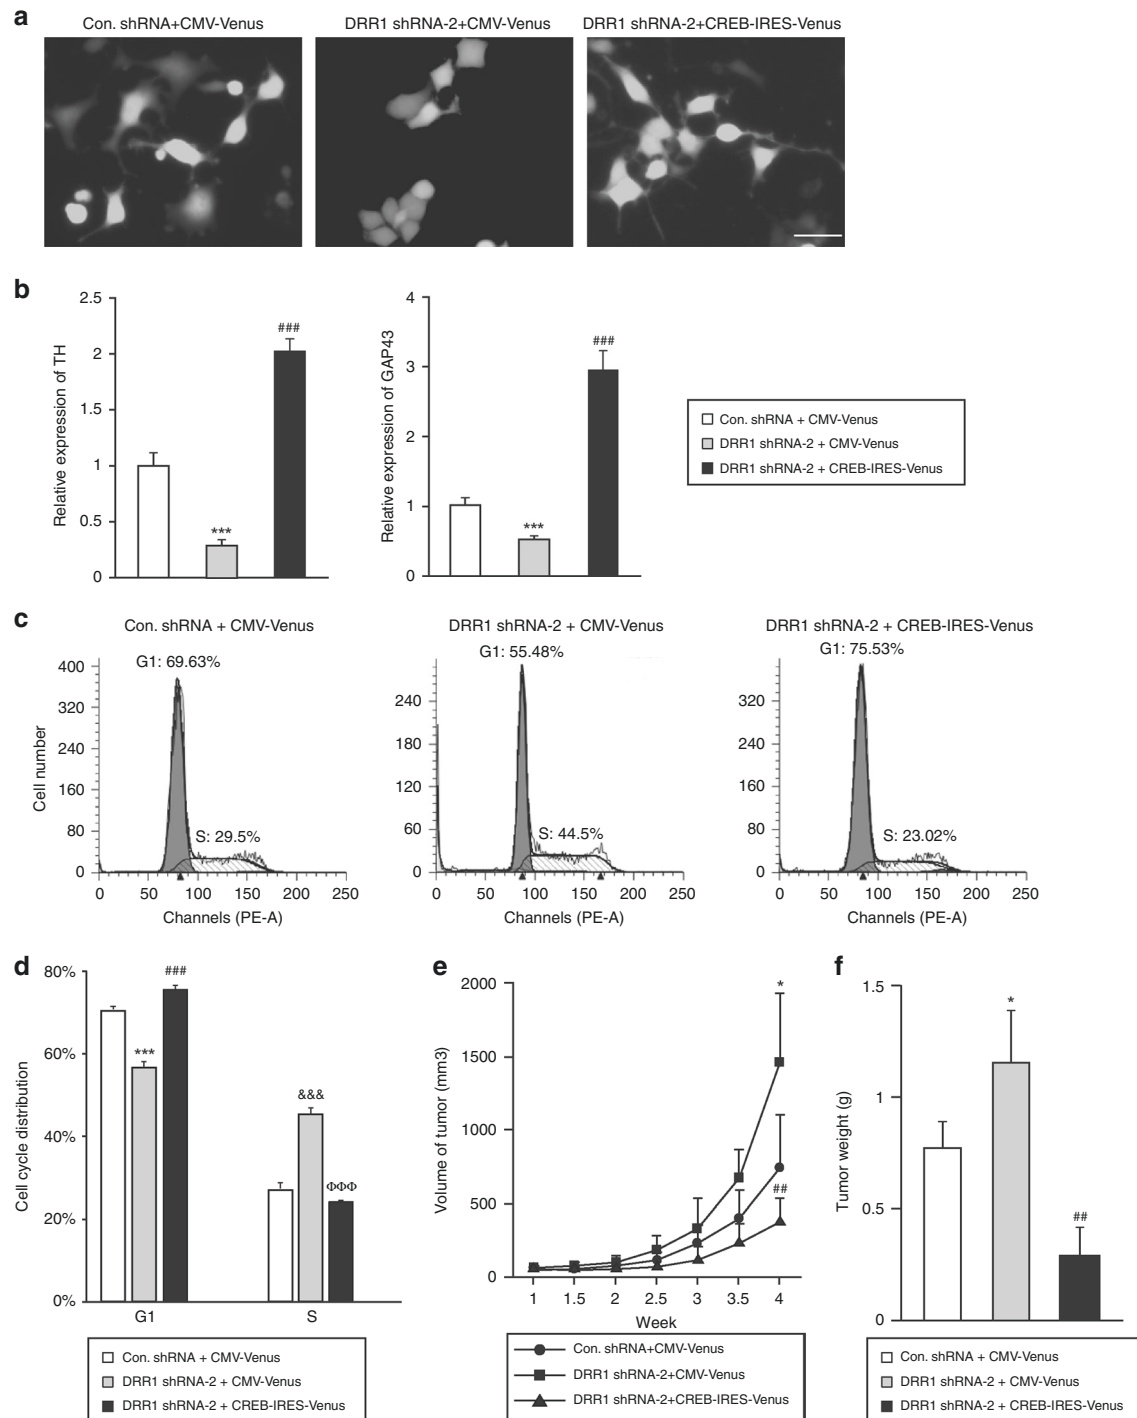 a
Con. shRNA+CMV-Venus
DRR1 shRNA-2+CMV-Venus
DRR1 shRNA-2+CREB-IRES-Venus
b
Relative expression of TH
2.5
2
1.5
1
0.5
0
***
###
Relative expression of GAP43
4
3
2
1
0
***
###
Con. shRNA + CMV-Venus
DRR1 shRNA-2 + CMV-Venus
DRR1 shRNA-2 + CREB-IRES-Venus
c
Con. shRNA + CMV-Venus
G1: 69.63%
Cell number
400
320
240
160
80
0
S: 29.5%
0 50 100 150 200 250
Channels (PE-A)
DRR1 shRNA-2 + CMV-Venus
G1: 55.48%
240
180
120
60
0
S: 44.5%
0 50 100 150 200 250
Channels (PE-A)
DRR1 shRNA-2 + CREB-IRES-Venus
G1: 75.53%
320
240
160
80
0
S: 23.02%
0 50 100 150 200 250
Channels (PE-A)
d
Cell cycle distribution
80%
60%
40%
20%
0%
***
###
&&&
ΦΦΦ
G1 S
Con. shRNA + CMV-Venus
DRR1 shRNA-2 + CMV-Venus
DRR1 shRNA-2 + CREB-IRES-Venus
e
Volume of tumor (mm3)
2000
1500
1000
500
0
*
##
1 1.5 2 2.5 3 3.5 4
Week
Con. shRNA+CMV-Venus
DRR1 shRNA-2+CMV-Venus
DRR1 shRNA-2+CREB-IRES-Venus
f
Tumor weight (g)
1.5
1
0.5
0
*
##
Con. shRNA + CMV-Venus
DRR1 shRNA-2 + CMV-Venus
DRR1 shRNA-2 + CREB-IRES-Venus